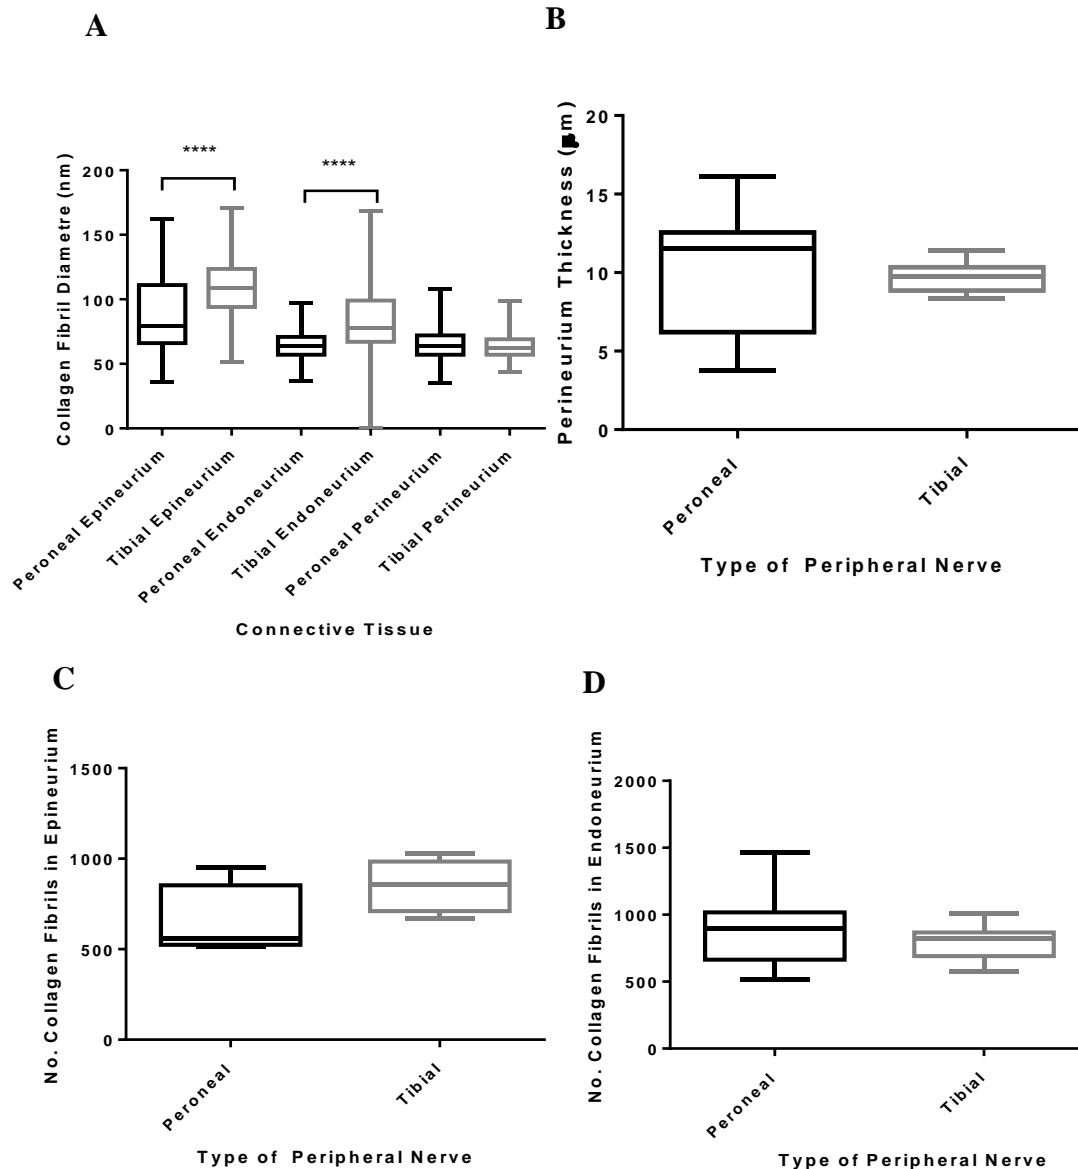 A
Collagen Fibril Diametre (nm)
200
150
100
50
0
****
****
Peroneal Epineurium
Tibial Epineurium
Peroneal Endoneurium
Tibial Endoneurium
Peroneal Perineurium
Tibial Perineurium
Connective Tissue
B
Perineurium Thickness (μm)
20
15
10
5
0
Peroneal
Tibial
Type of Peripheral Nerve
C
No. Collagen Fibrils in Epineurium
1500
1000
500
0
Peroneal
Tibial
Type of Peripheral Nerve
D
No. Collagen Fibrils in Endoneurium
2000
1500
1000
500
0
Peroneal
Tibial
Type of Peripheral Nerve